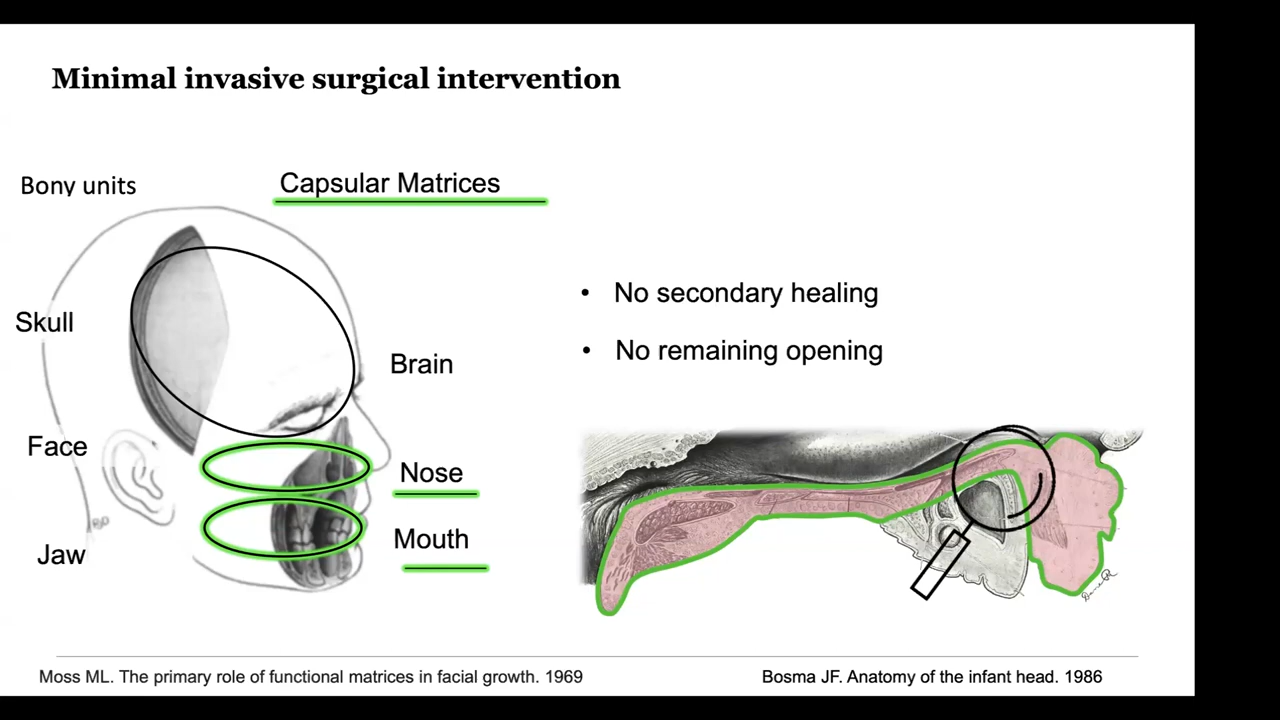 Minimal invasive surgical intervention
Bony units
Capsular Matrices
Skull
Brain
Face
Nose
Jaw
Mouth
• No secondary healing
• No remaining opening
Moss ML. The primary role of functional matrices in facial growth. 1969
Bosma JF. Anatomy of the infant head. 1986